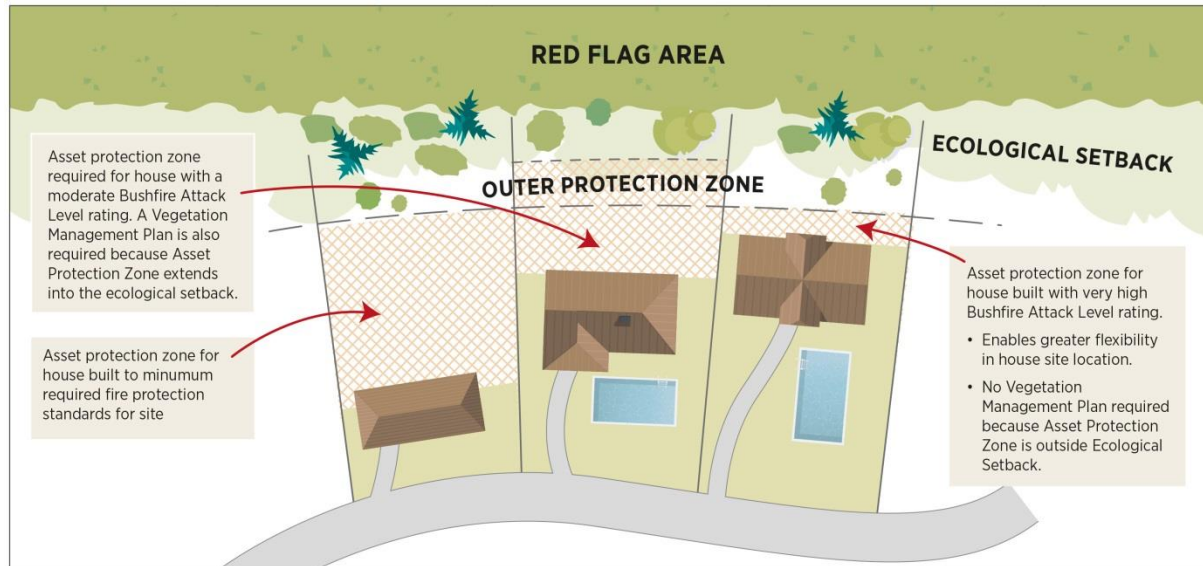 RED FLAG AREA
ECOLOGICAL SETBACK
OUTER PROTECTION ZONE
Asset protection zone
required for house with a
moderate Bushfire Attack
Level rating. A Vegetation
Management Plan is also
required because Asset
Protection Zone extends
into the ecological setback.
Asset protection zone for
house built to minumum
required fire protection
standards for site
Asset protection zone for
house built with very high
Bushfire Attack Level rating.
• Enables greater flexibility
in house site location.
• No Vegetation
Management Plan required
because Asset Protection
Zone is outside Ecological
Setback.